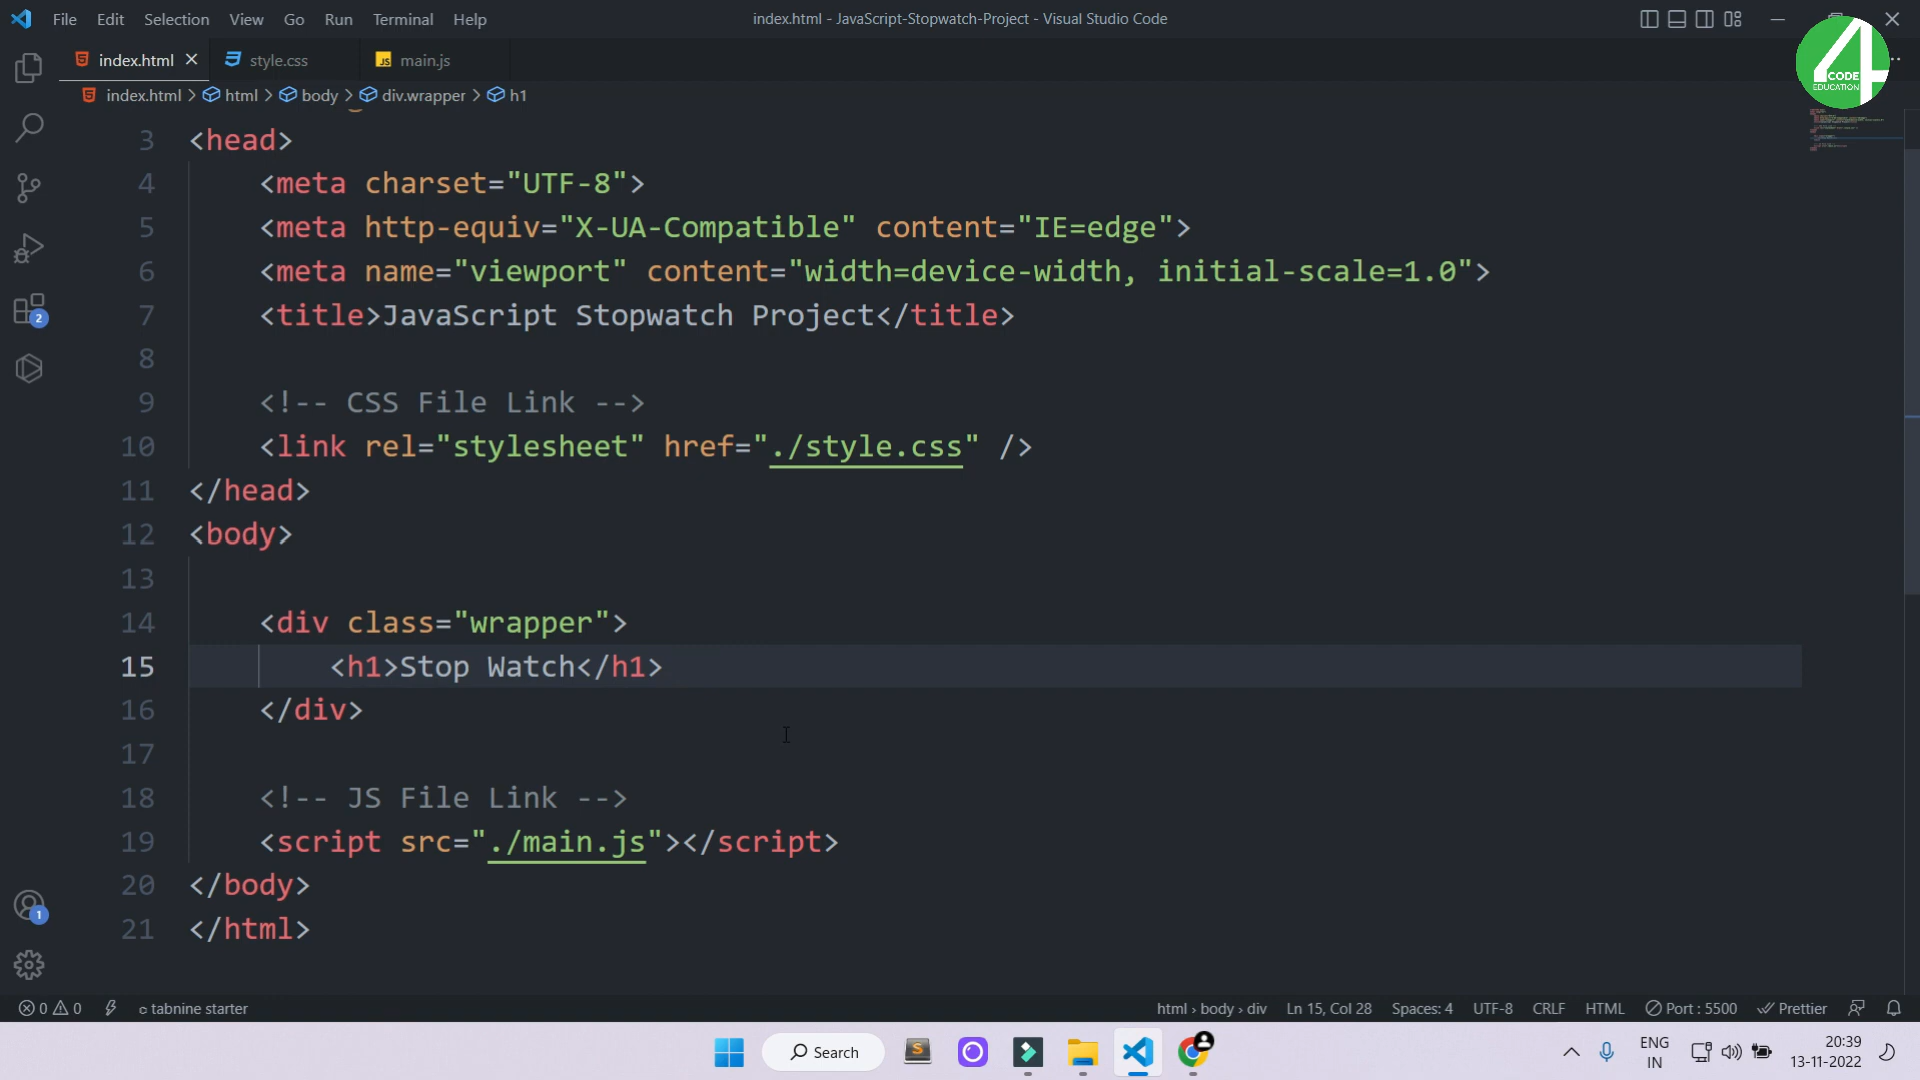 File Edit Selection View Go Run Terminal Help
index.html - JavaScript-Stopwatch-Project - Visual Studio Code
index.html style.css JS main.js
4 CODE EDUCATION
index.html > html > body > div.wrapper > h1
3 <head>
4 <meta charset="UTF-8">
5 <meta http-equiv="X-UA-Compatible" content="IE=edge">
6 <meta name="viewport" content="width=device-width, initial-scale=1.0">
7 <title>JavaScript Stopwatch Project</title>
8
9 <!-- CSS File Link -->
10 <link rel="stylesheet" href="./style.css" />
11 </head>
12 <body>
13
14 <div class="wrapper">
15 <h1>Stop Watch</h1>
16 </div>
17
18 <!-- JS File Link -->
19 <script src="./main.js"></script>
20 </body>
21 </html>
2
1
0 0 tabnine starter
html › body › div Ln 15, Col 28 Spaces: 4 UTF-8 CRLF HTML Port : 5500 Prettier
Search
S
ENG
IN
20:39
13-11-2022